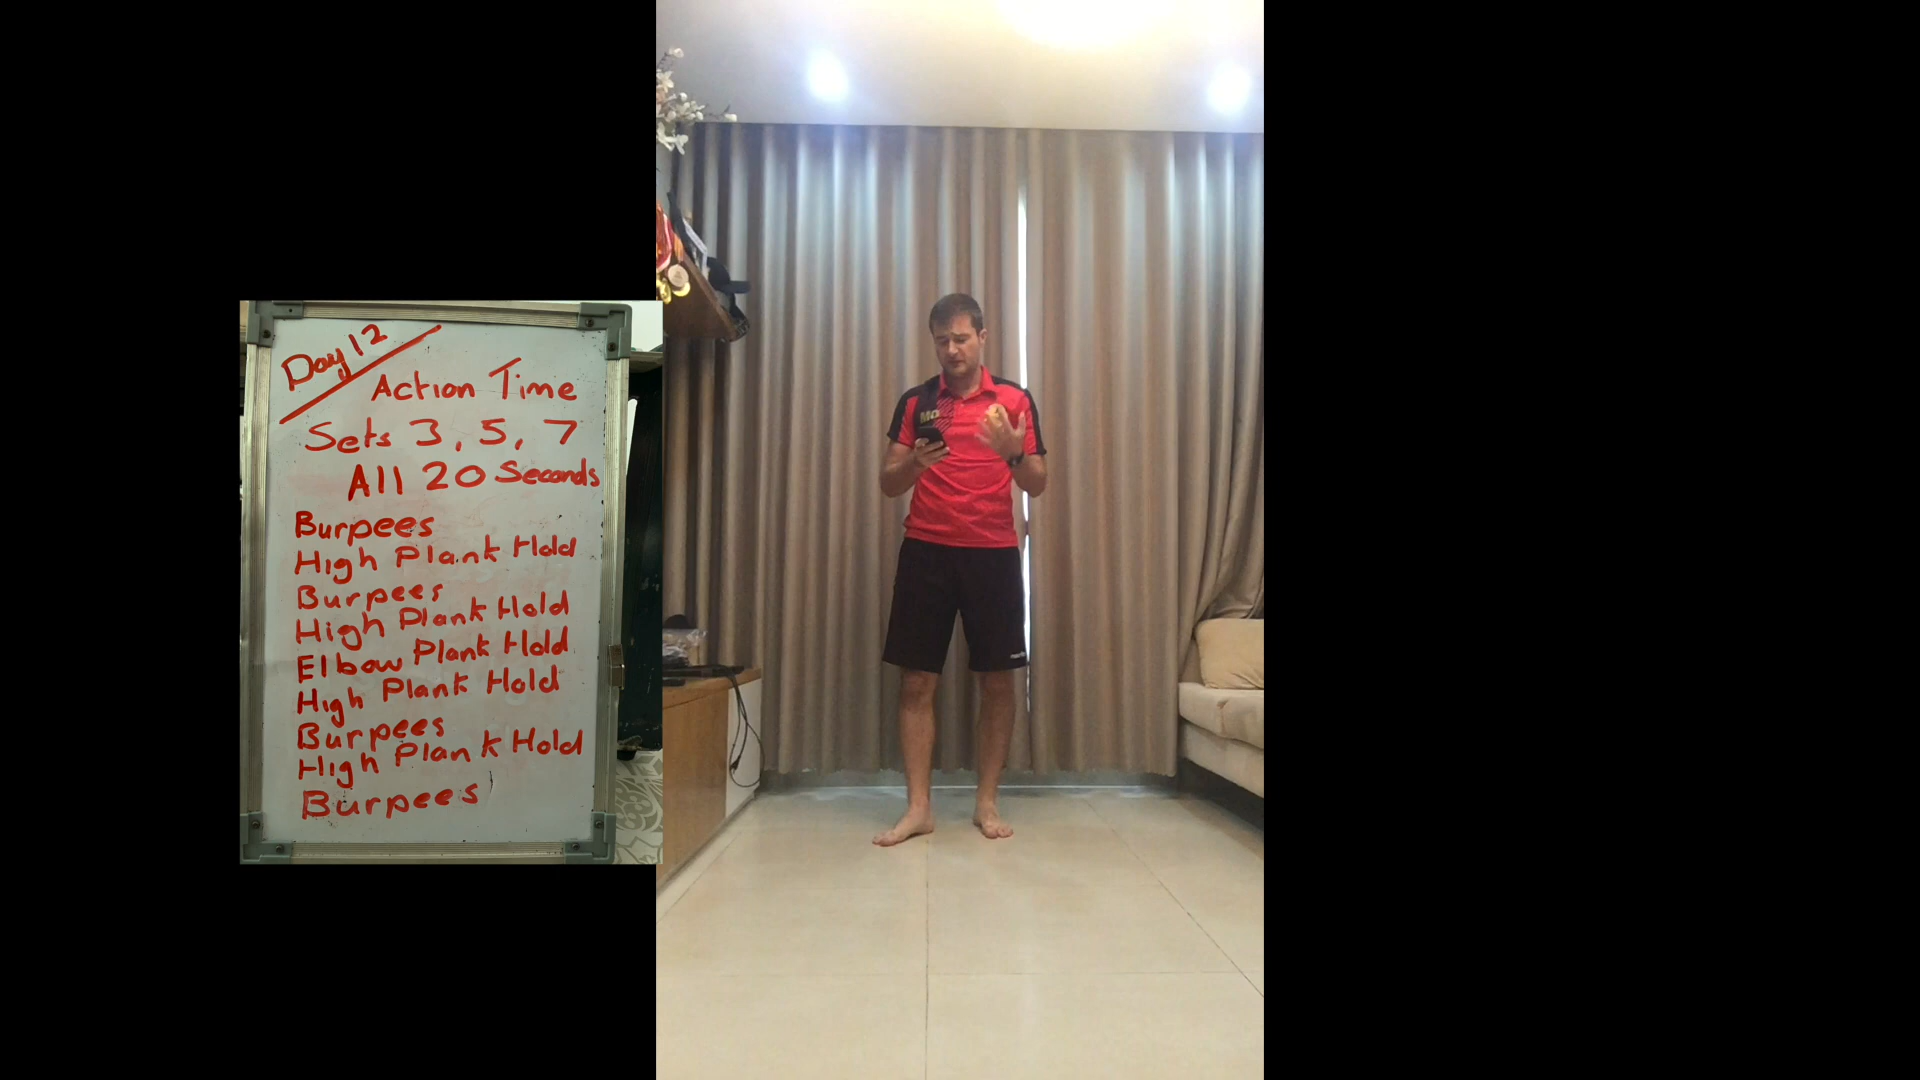 Day 12
Action Time
Sets 3, 5, 7
All 20 Seconds
Burpees
High Plank Hold
Burpees
High Plank Hold
Elbow Plank Hold
High Plank Hold
Burpees
High Plank Hold
Burpees